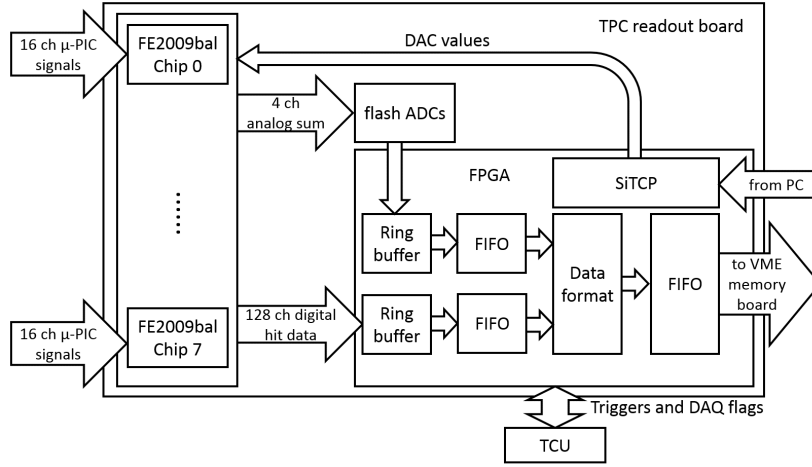 TPC readout board
16 ch μ-PIC
signals
FE2009bal
Chip 0
DAC values
4 ch
analog sum
flash ADCs
FPGA
SiTCP
from PC
Ring
buffer
FIFO
Data
format
FIFO
to VME
memory
board
16 ch μ-PIC
signals
FE2009bal
Chip 7
128 ch digital
hit data
Ring
buffer
FIFO
Triggers and DAQ flags
TCU